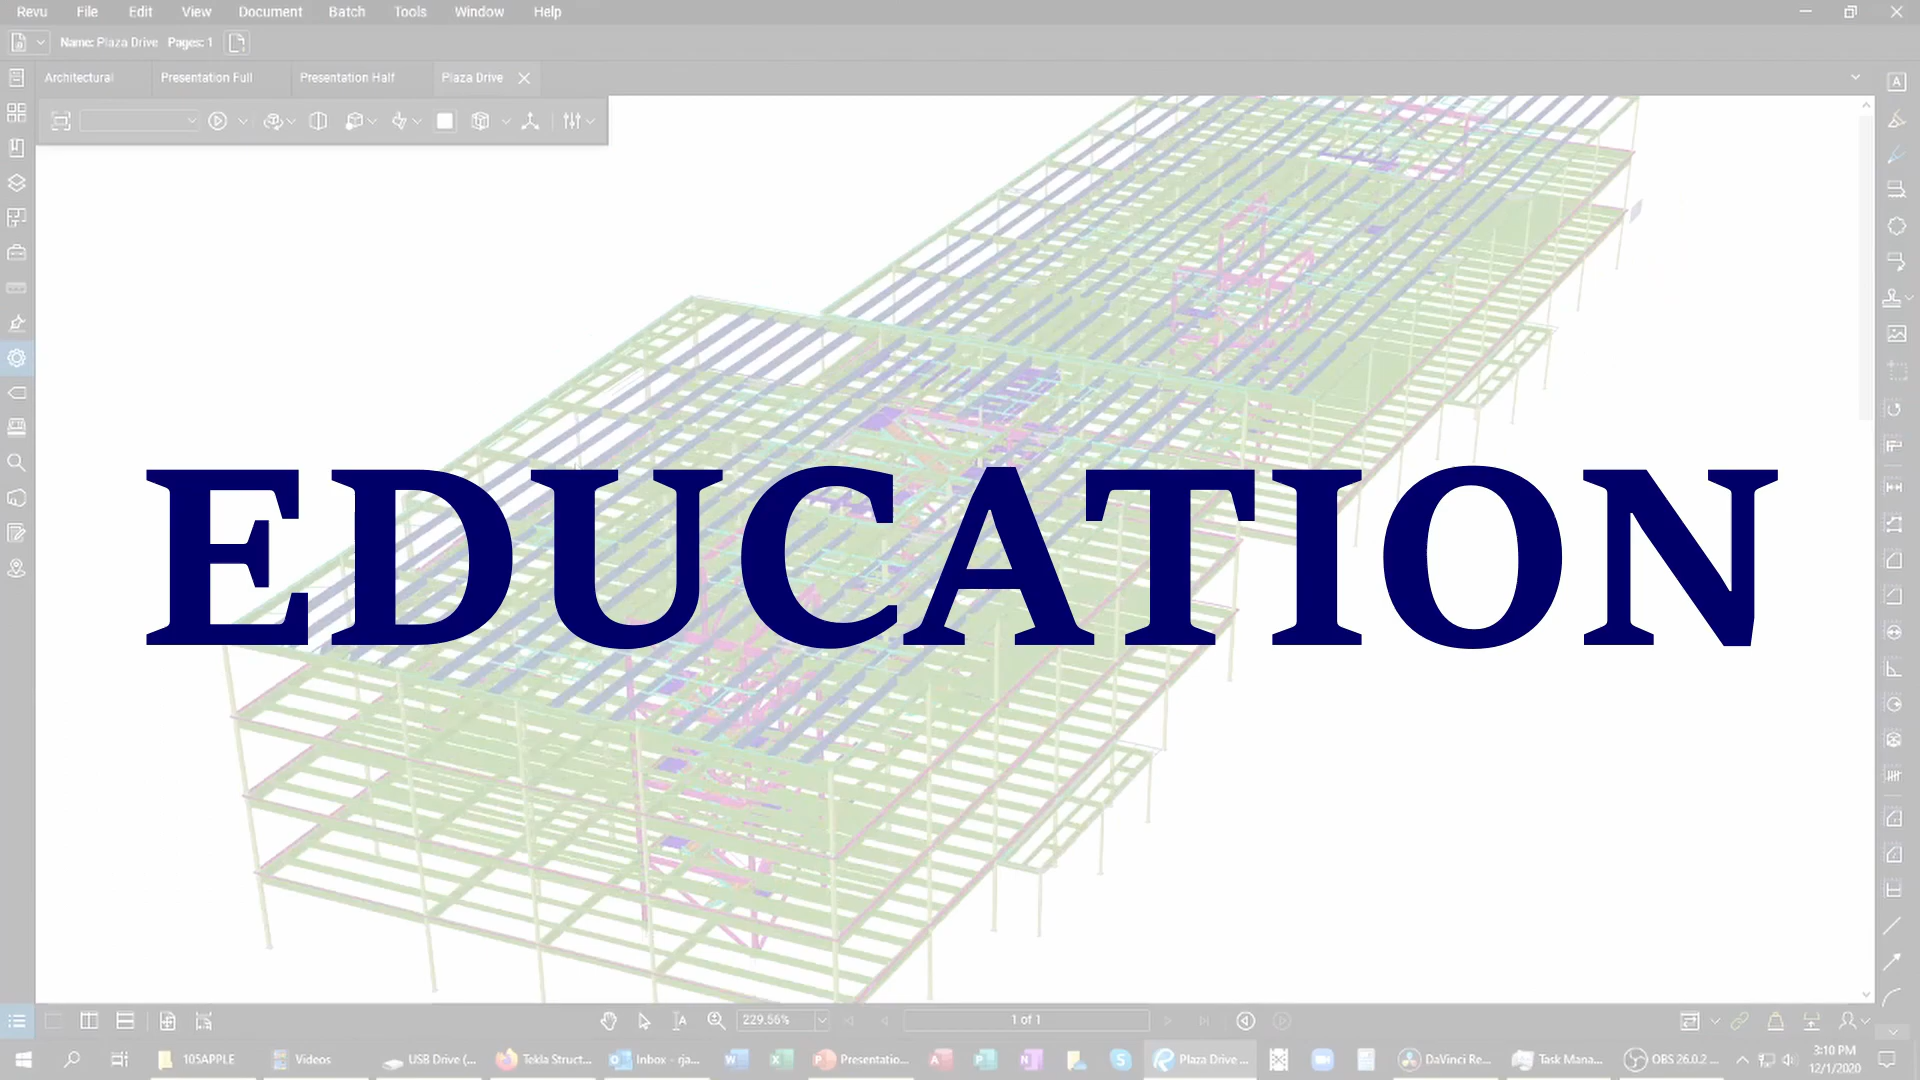 Revu File Edit View Document Batch Tools Window Help
Name: Plaza Drive Pages: 1
Architectural Presentation Full Presentation Half Plaza Drive
EDUCATION
229.56% 1 of 1
105APPLE Videos USB Drive (... Tekla Struct... Inbox - rja... Presentatio... Plaza Drive ... DaVinci Re... Task Mana... OBS 26.0.2 ... 3:10 PM
12/1/2020